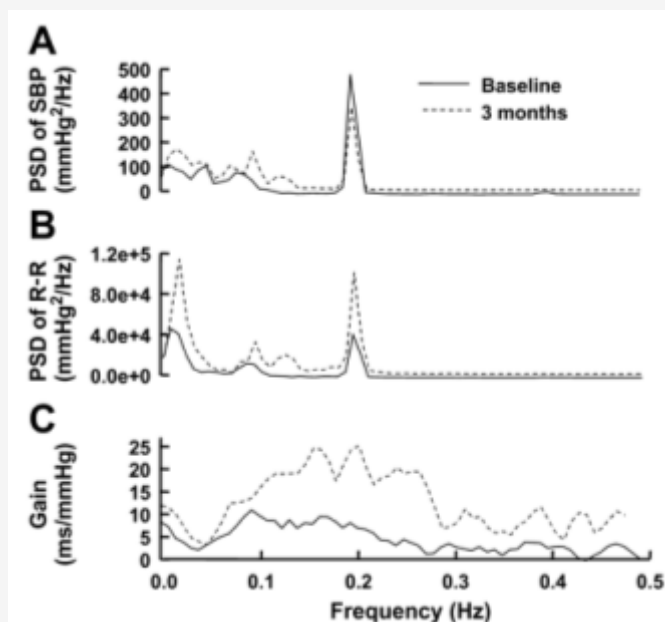 A
PSD of SBP
(mmHg²/Hz)
500
400
300
200
100
0
Baseline
3 months
B
PSD of R-R
(mmHg²/Hz)
1.2e+5
8.0e+4
4.0e+4
0.0e+0
C
Gain
(ms/mmHg)
25
20
15
10
5
0
0.0 0.1 0.2 0.3 0.4 0.5
Frequency (Hz)